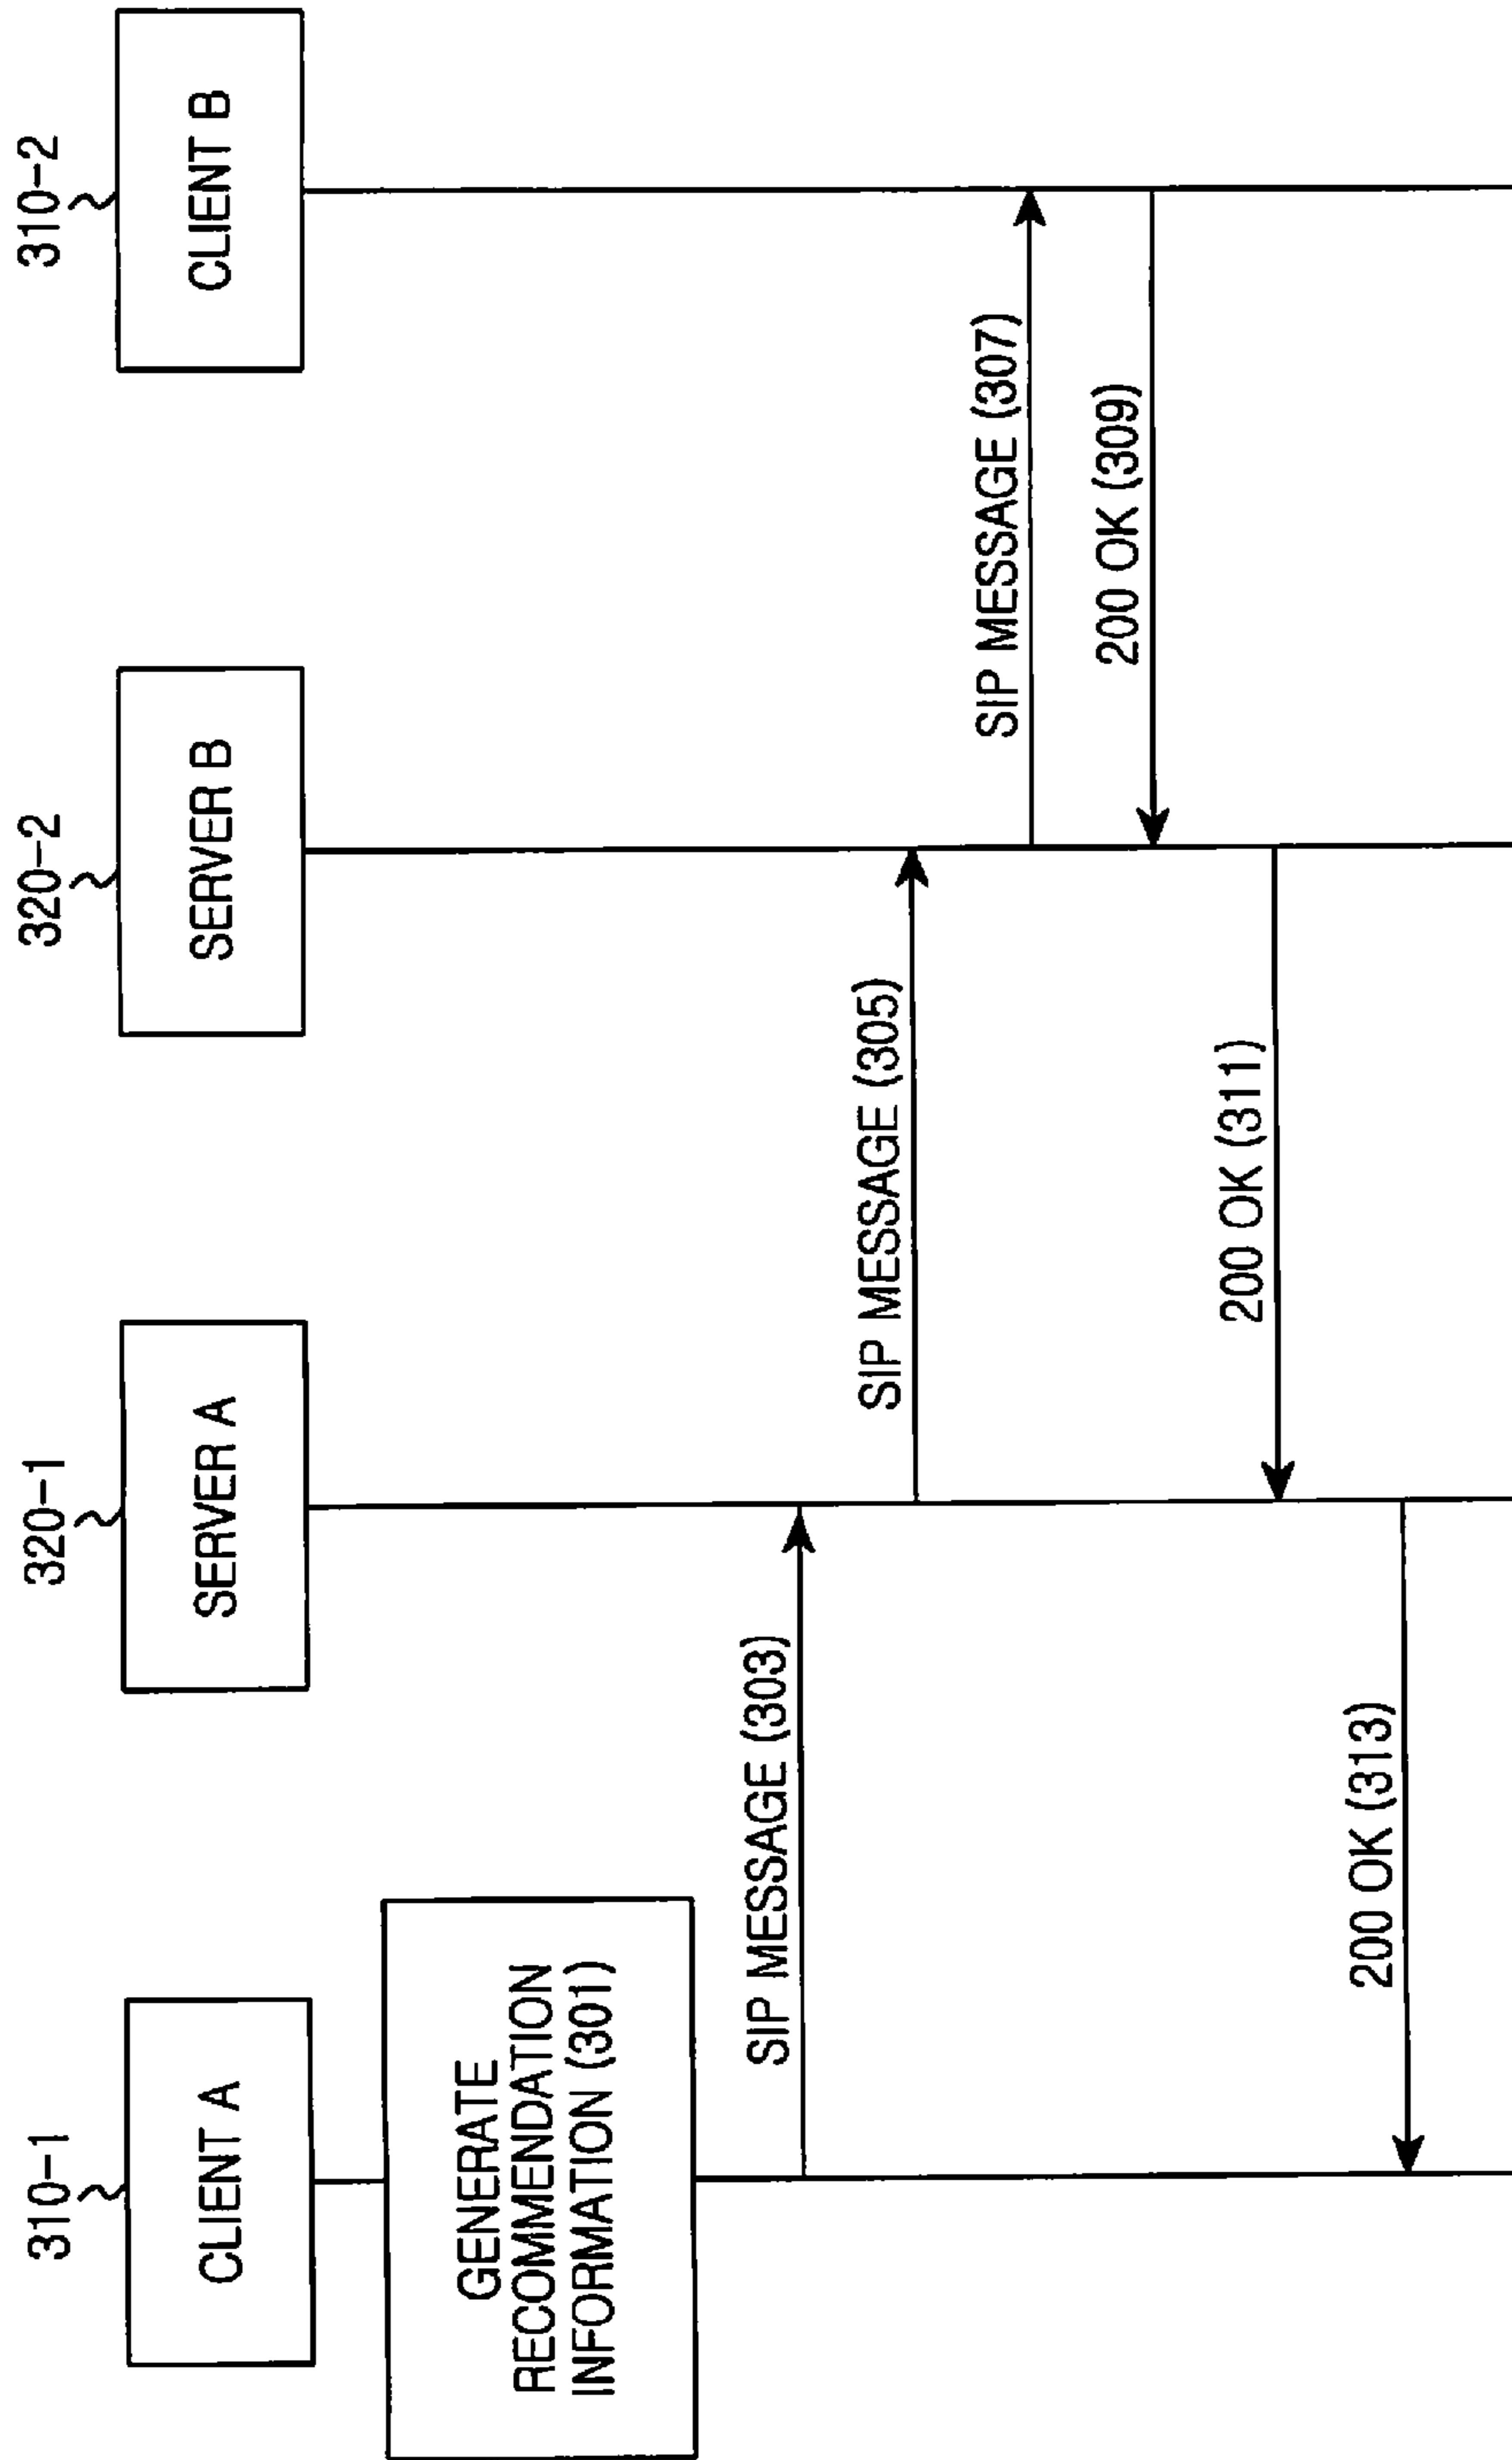 310-1
320-1
320-2
310-2
CLIENT A
SERVER A
SERVER B
CLIENT B
GENERATE
RECOMMENDATION
INFORMATION (301)
SIP MESSAGE (303)
SIP MESSAGE (305)
SIP MESSAGE (307)
200 OK (309)
200 OK (311)
200 OK (313)